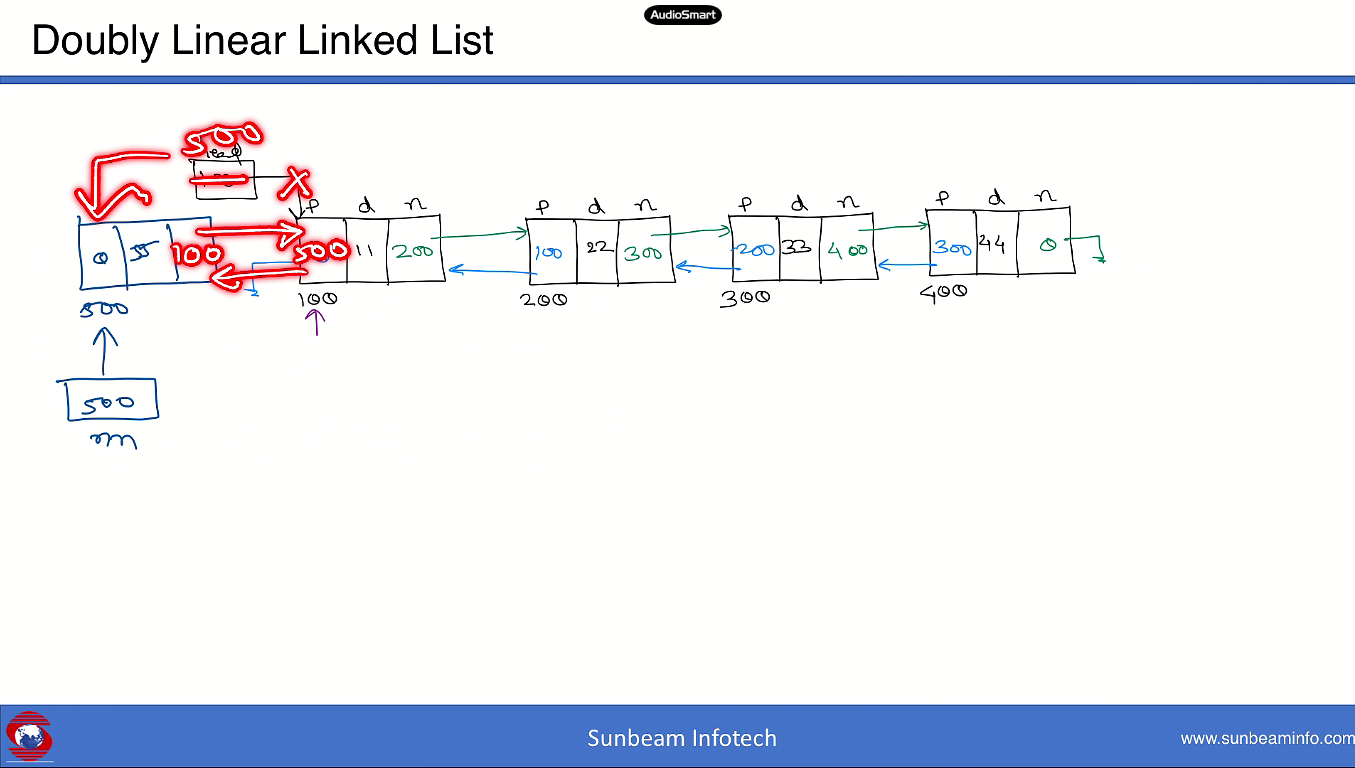 AudioSmart
Doubly Linear Linked List
500
head
100
p d n p d n p d n p d n
0 55 100 500 11 200 100 22 300 200 33 400 300 44 0
500 100 200 300 400
500
nn
Sunbeam Infotech
www.sunbeaminfo.com